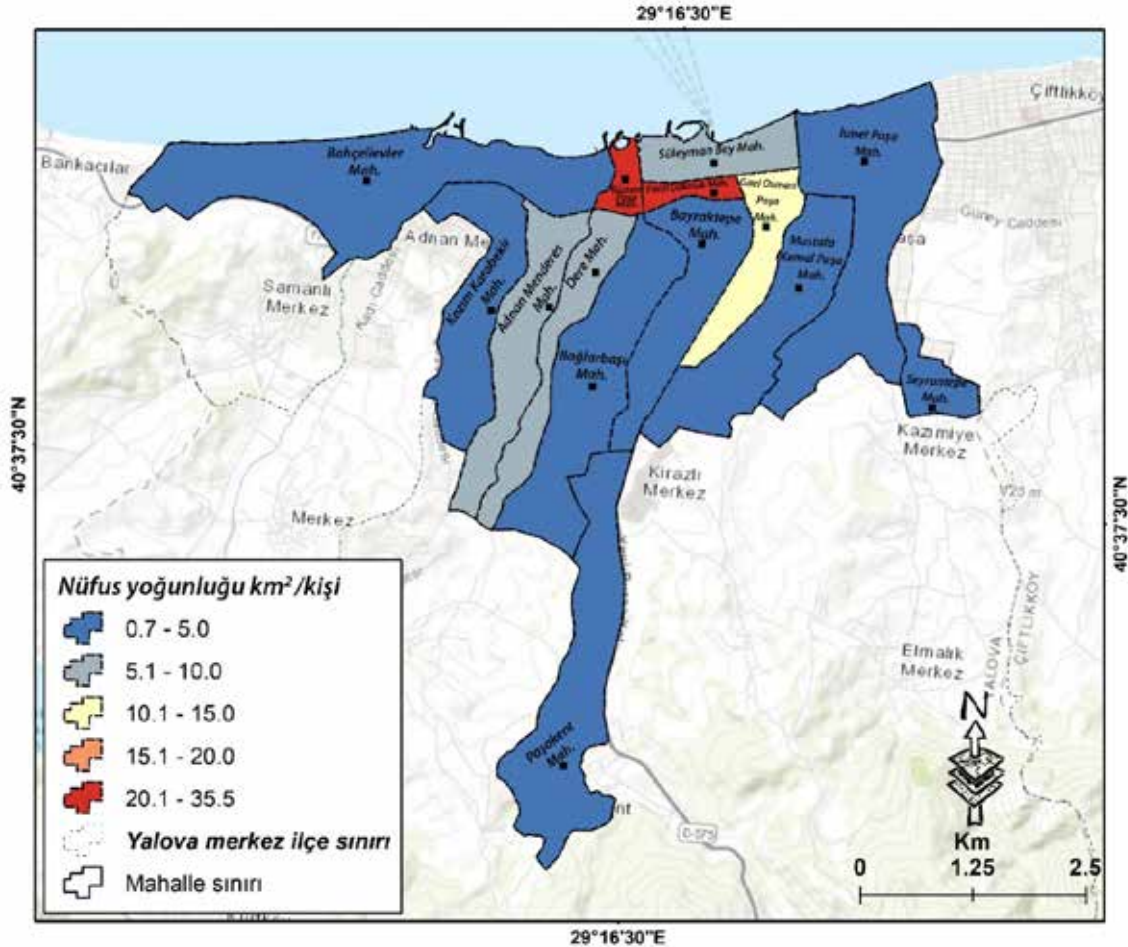 29°16'30"E
Çiftlikköy
Bankacılar
Bahçelievler
Mah.
Süleyman Bey Mah.
İsmet Paşa
Mah.
Gazi Osman
Paşa
Mah.
Güney Caddesi
Bayraktepe
Mah.
Adnan Me
Mustafa
Kemal Paşa
Mah.
Kazım Karabekir
Mah.
Adnan Menderes
Mah.
Dere Mah.
Samanlı
Merkez
Bağlarbaşı
Mah.
Seyrantepe
Mah.
Kazimiye
Merkez
Kirazlı
Merkez
Merkez
40°37'30"N
40°37'30"N
Elmalık
Merkez
YALOVA
ÇİFTLİKKÖY
Paşakent
Mah.
D-575
Nüfus yoğunluğu km²/kişi
0.7 - 5.0
5.1 - 10.0
10.1 - 15.0
15.1 - 20.0
20.1 - 35.5
Yalova merkez ilçe sınırı
Mahalle sınırı
N
Km
0 1.25 2.5
29°16'30"E